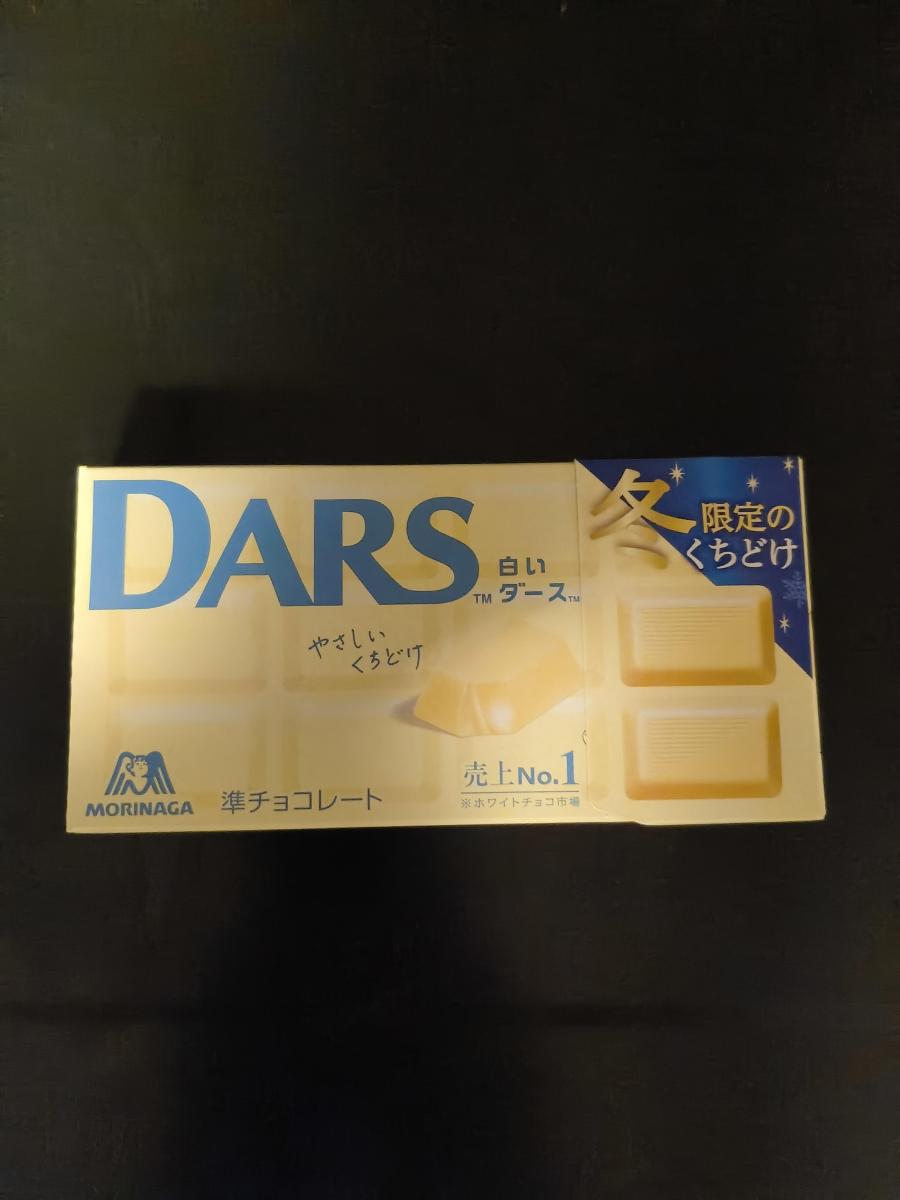 DARS
TM
白い
ダース
TM
やさしい
くちどけ
MORINAGA
準チョコレート
売上No.1
※ホワイトチョコ市場
冬限定の
くちどけ